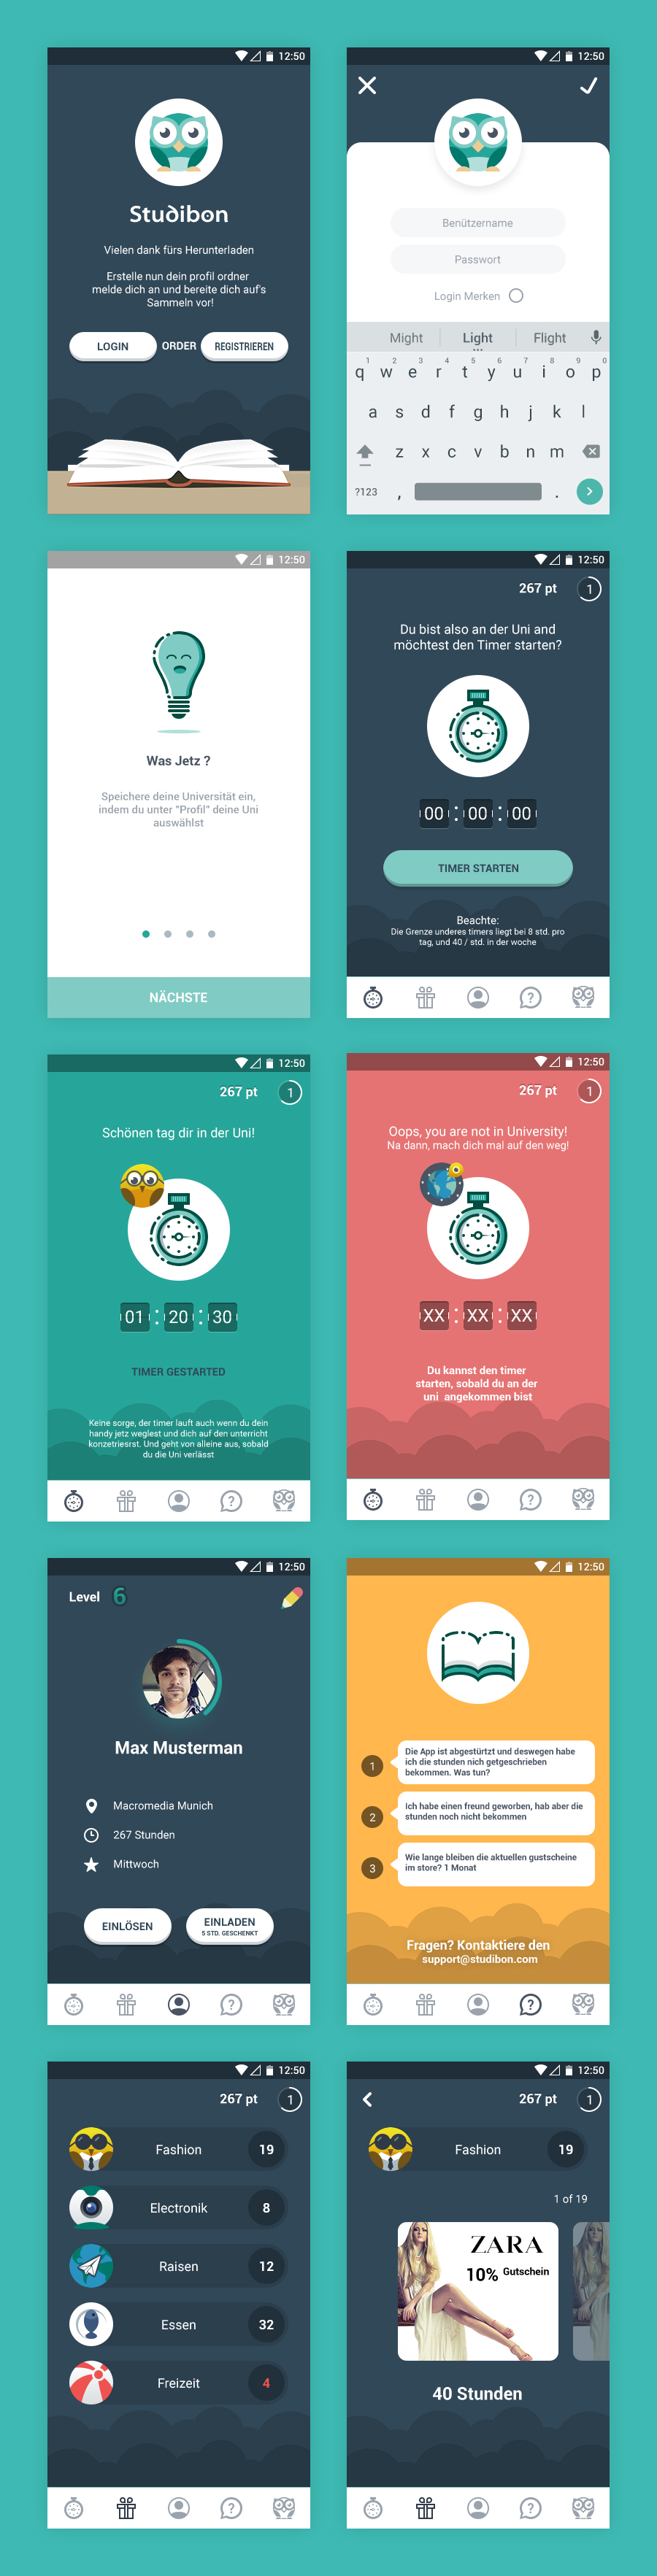 12:50
Studibon
Vielen dank fürs Herunterladen
Erstelle nun dein profil ordner
melde dich an und bereite dich auf's
Sammeln vor!
LOGIN ORDER REGISTRIEREN
12:50
Benützername
Passwort
Login Merken
Might Light Flight
1 2 3 4 5 6 7 8 9 0
q w e r t y u i o p
a s d f g h j k l
z x c v b n m
?123 , .
12:50
Was Jetz ?
Speichere deine Universität ein,
indem du unter "Profil" deine Uni
auswählst
NÄCHSTE
12:50
267 pt 1
Du bist also an der Uni and
möchtest den Timer starten?
00 : 00 : 00
TIMER STARTEN
Beachte:
Die Grenze underes timers liegt bei 8 std. pro
tag, und 40 / std. in der woche
12:50
267 pt 1
Schönen tag dir in der Uni!
01 : 20 : 30
TIMER GESTARTED
Keine sorge, der timer lauft auch wenn du dein
handy jetz weglest und dich auf den unterricht
konzetriesrst. Und geht von alleine aus, sobald
du die Uni verlässt
12:50
267 pt 1
Oops, you are not in University!
Na dann, mach dich mal auf den weg!
XX : XX : XX
Du kannst den timer
starten, sobald du an der
uni angekommen bist
12:50
Level 6
Max Musterman
Macromedia Munich
267 Stunden
Mittwoch
EINLÖSEN
EINLADEN
5 STD. GESCHENKT
12:50
1
Die App ist abgestürtzt und deswegen habe
ich die stunden nich getgeschrieben
bekommen. Was tun?
2
Ich habe einen freund geworben, hab aber die
stunden noch nicht bekommen
3
Wie lange bleiben die aktuellen gustscheine
im store? 1 Monat
Fragen? Kontaktiere den
support@studibon.com
12:50
267 pt 1
Fashion 19
Electronik 8
Raisen 12
Essen 32
Freizeit 4
12:50
267 pt 1
Fashion 19
1 of 19
ZARA
10% Gutschein
40 Stunden